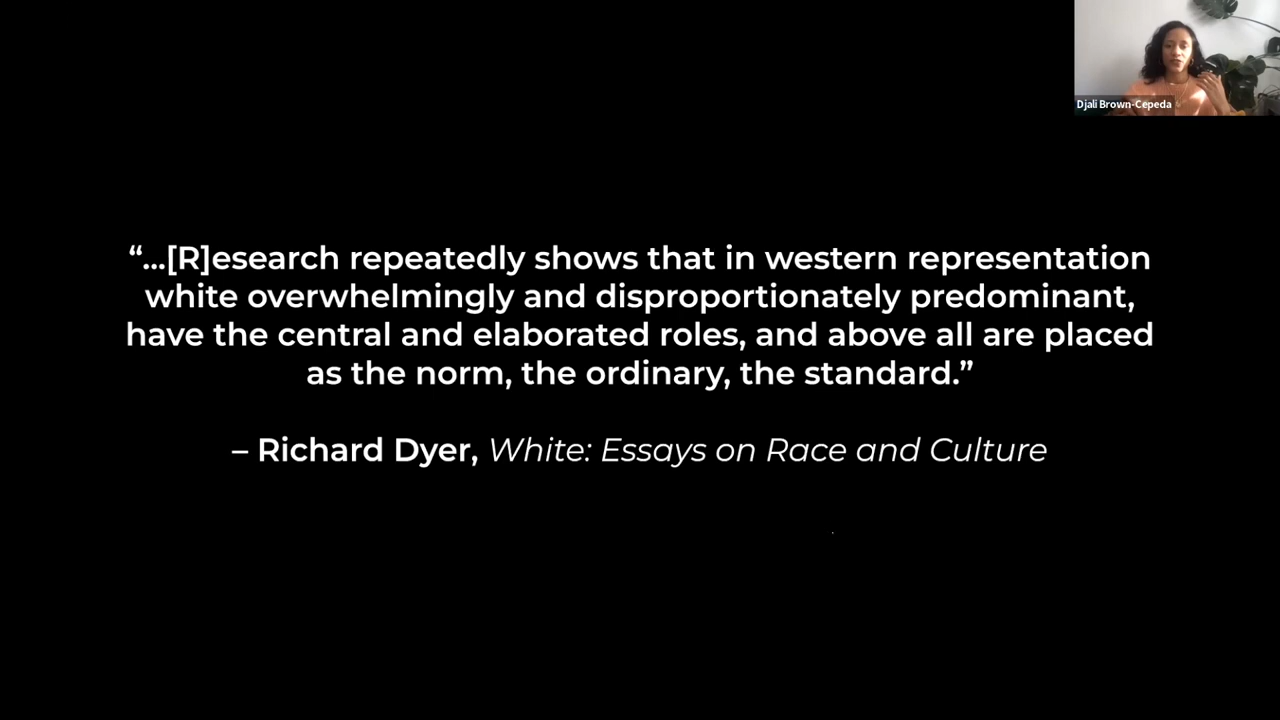 Djali Brown-Cepeda
“...[R]esearch repeatedly shows that in western representation
white overwhelmingly and disproportionately predominant,
have the central and elaborated roles, and above all are placed
as the norm, the ordinary, the standard.”
– Richard Dyer, White: Essays on Race and Culture